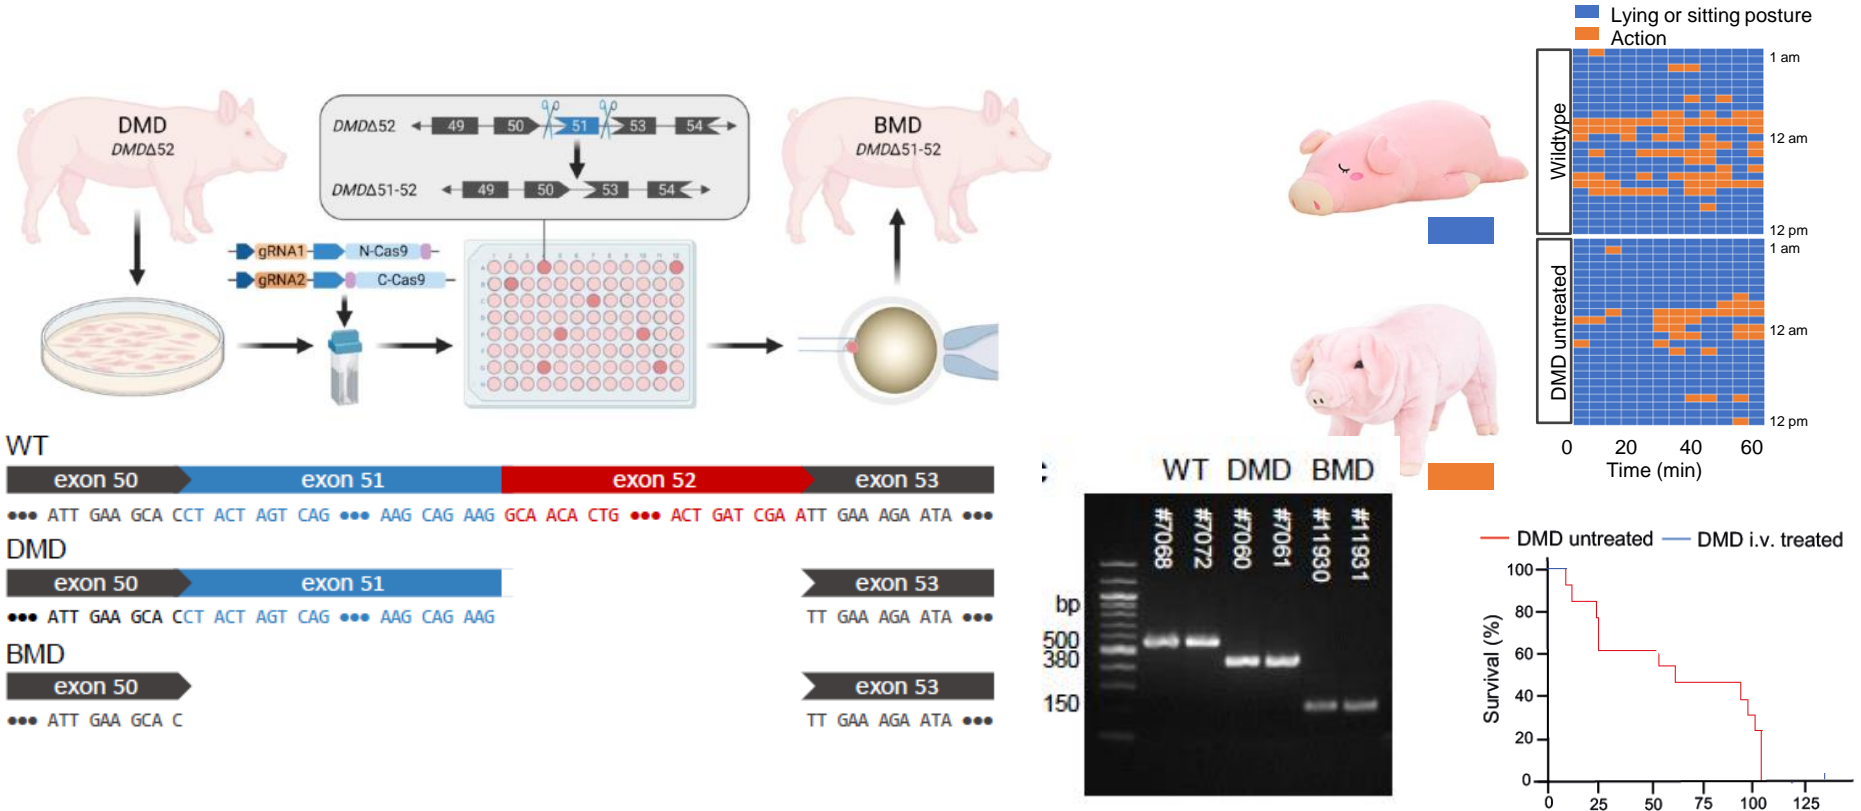 DMD
DMDΔ52
DMDΔ52 49 50 51 53 54
DMDΔ51-52 49 50 53 54
BMD
DMDΔ51-52
gRNA1 N-Cas9
gRNA2 C-Cas9
WT
exon 50 exon 51 exon 52 exon 53
••• ATT GAA GCA CCT ACT AGT CAG ••• AAG CAG AAG GCA ACA CTG ••• ACT GAT CGA ATT GAA AGA ATA •••
DMD
exon 50 exon 51 exon 53
••• ATT GAA GCA CCT ACT AGT CAG ••• AAG CAG AAG TT GAA AGA ATA •••
BMD
exon 50 exon 53
••• ATT GAA GCA C TT GAA AGA ATA •••
Lying or sitting posture
Action
Wildtype
1 am
12 am
12 pm
DMD untreated
1 am
12 am
12 pm
0 20 40 60
Time (min)
WT DMD BMD
#7068 #7072 #7060 #7061 #11930 #11931
bp
500
380
150
DMD untreated DMD i.v. treated
Survival (%)
100
80
60
40
20
0
0 25 50 75 100 125